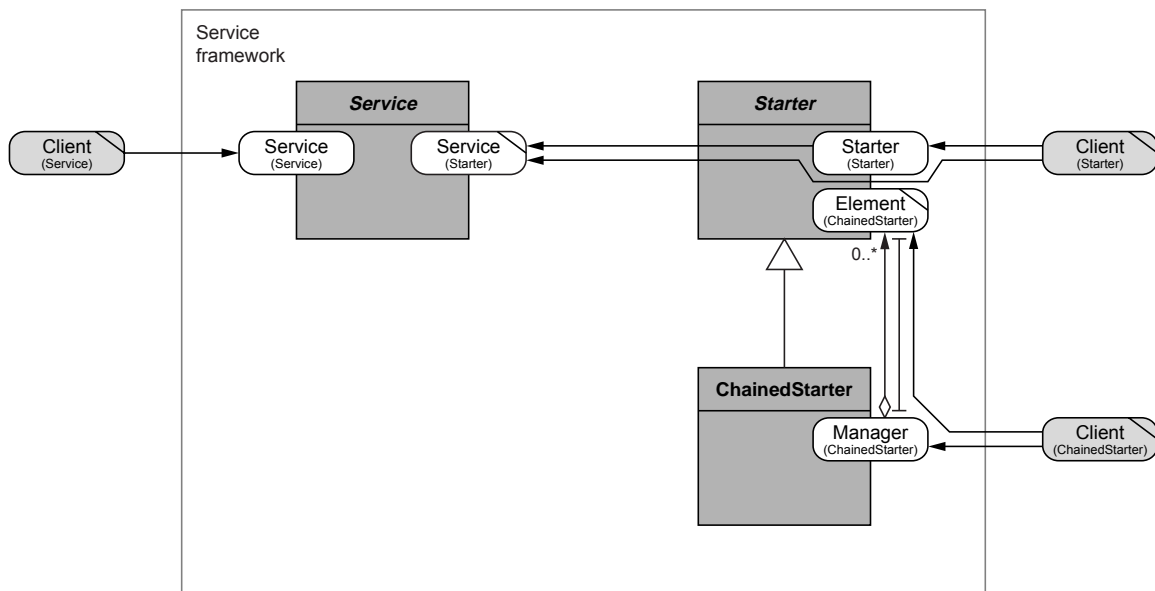 Service
framework
Service
Starter
Client
(Service)
Service
(Service)
Service
(Starter)
Starter
(Starter)
Client
(Starter)
Element
(ChainedStarter)
0..*
ChainedStarter
Manager
(ChainedStarter)
Client
(ChainedStarter)